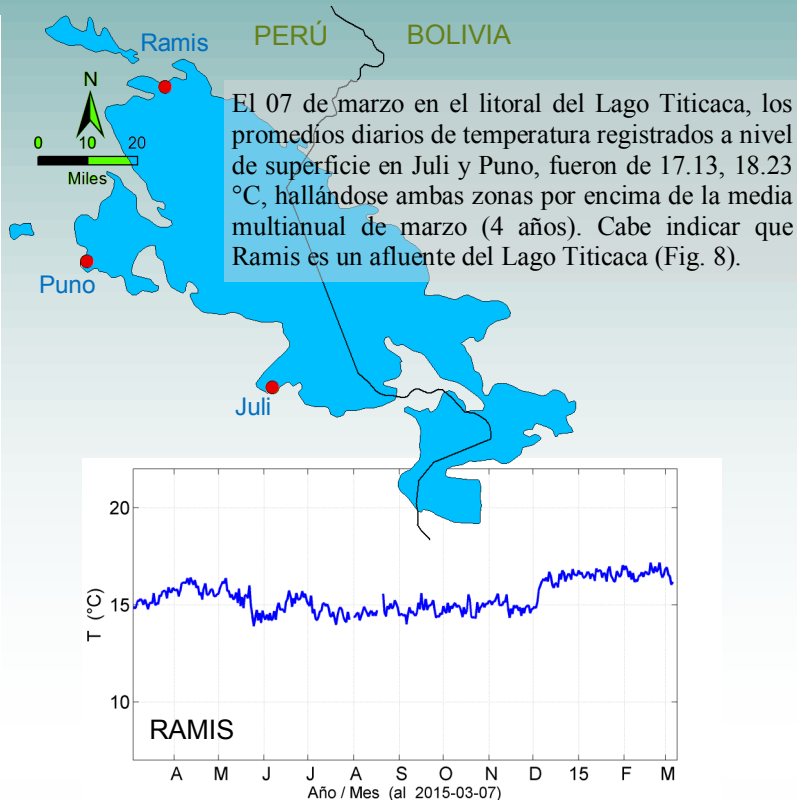 Ramis
PERÚ
BOLIVIA
N
0 10 20
Miles
El 07 de marzo en el litoral del Lago Titicaca, los
promedios diarios de temperatura registrados a nivel
de superficie en Juli y Puno, fueron de 17.13, 18.23
°C, hallándose ambas zonas por encima de la media
multianual de marzo (4 años). Cabe indicar que
Ramis es un afluente del Lago Titicaca (Fig. 8).
Puno
Juli
20
15
10
T (°C)
RAMIS
A M J J A S O N D 15 F M
Año / Mes (al 2015-03-07)